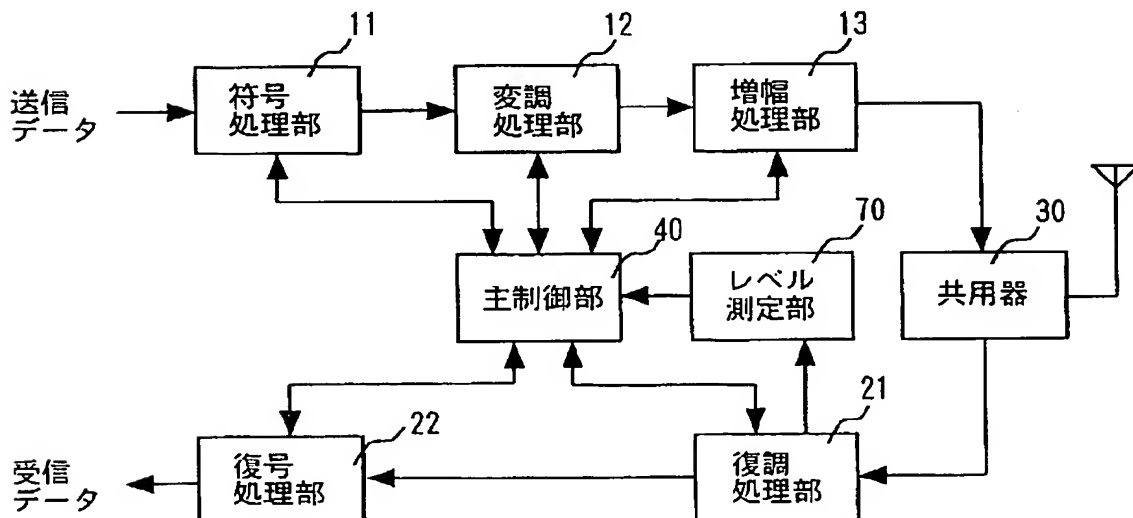 11
12
13
送信
データ
符号
処理部
変調
処理部
増幅
処理部
40
70
30
主制御部
レベル
測定部
共用器
22
21
受信
データ
復号
処理部
復調
処理部